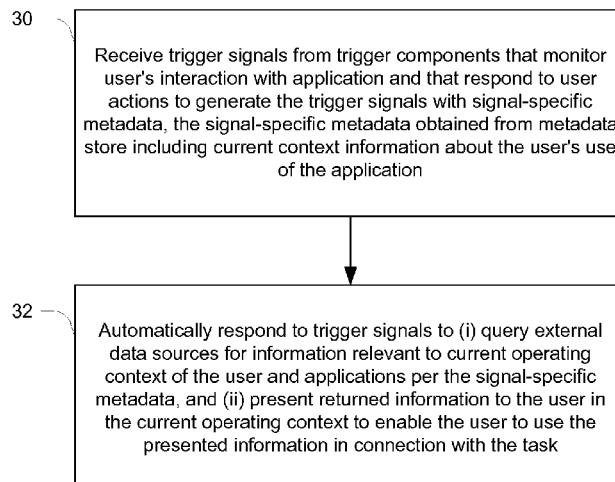 30
Receive trigger signals from trigger components that monitor
user's interaction with application and that respond to user
actions to generate the trigger signals with signal-specific
metadata, the signal-specific metadata obtained from metadata
store including current context information about the user's use
of the application
32
Automatically respond to trigger signals to (i) query external
data sources for information relevant to current operating
context of the user and applications per the signal-specific
metadata, and (ii) present returned information to the user in
the current operating context to enable the user to use the
presented information in connection with the task